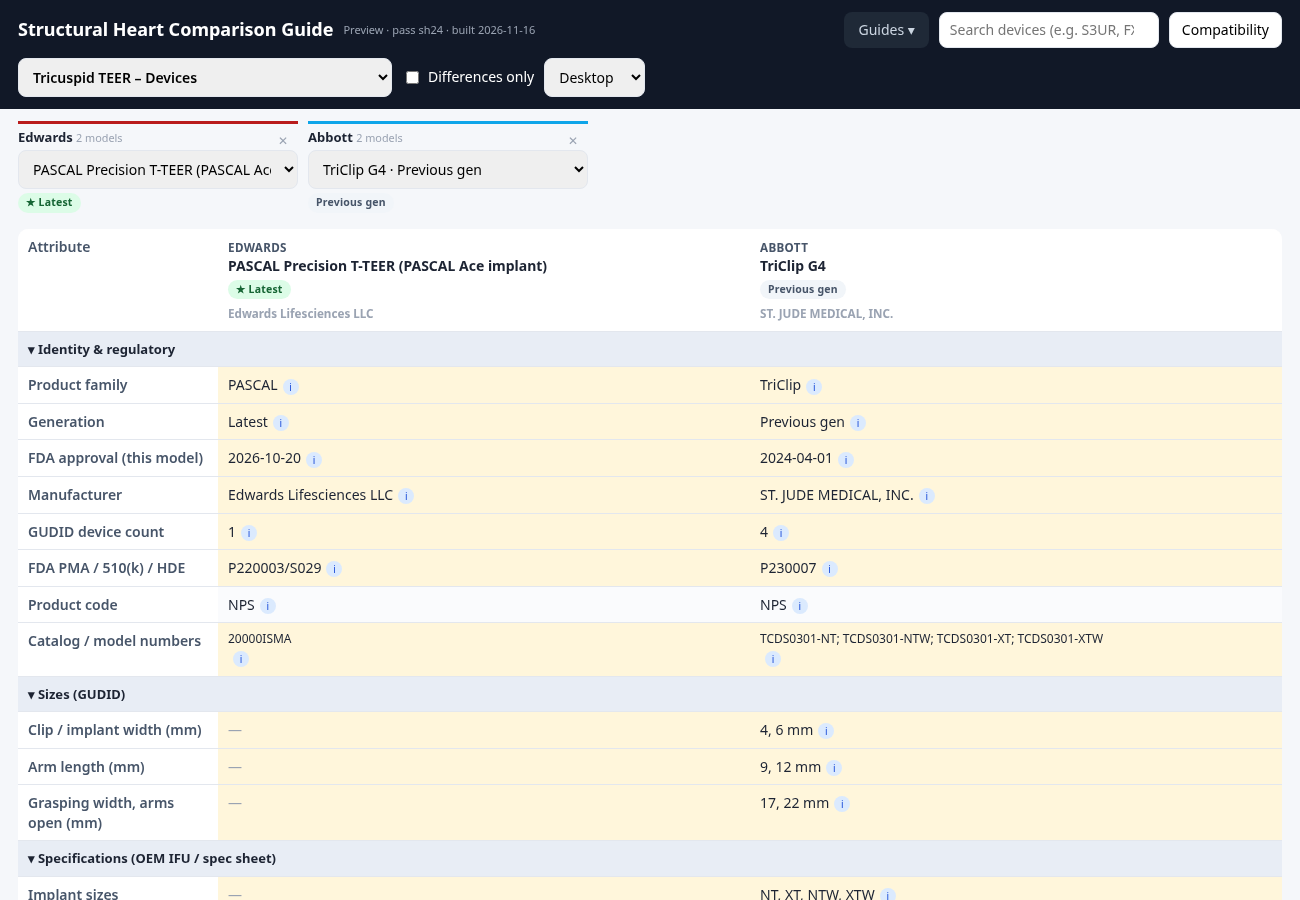 Structural Heart Comparison Guide Preview · pass sh24 · built 2026-11-16
Guides ▾
Search devices (e.g. S3UR, FX
Compatibility
Tricuspid TEER – Devices
Differences only
Desktop
Edwards 2 models ×
PASCAL Precision T-TEER (PASCAL Ace
★ Latest
Abbott 2 models ×
TriClip G4 · Previous gen
Previous gen
Attribute
EDWARDS
PASCAL Precision T-TEER (PASCAL Ace implant)
★ Latest
Edwards Lifesciences LLC
ABBOTT
TriClip G4
Previous gen
ST. JUDE MEDICAL, INC.
▾ Identity & regulatory
Product family PASCAL i TriClip i
Generation Latest i Previous gen i
FDA approval (this model) 2026-10-20 i 2024-04-01 i
Manufacturer Edwards Lifesciences LLC i ST. JUDE MEDICAL, INC. i
GUDID device count 1 i 4 i
FDA PMA / 510(k) / HDE P220003/S029 i P230007 i
Product code NPS i NPS i
Catalog / model numbers 20000ISMA i TCDS0301-NT; TCDS0301-NTW; TCDS0301-XT; TCDS0301-XTW i
▾ Sizes (GUDID)
Clip / implant width (mm) — 4, 6 mm i
Arm length (mm) — 9, 12 mm i
Grasping width, arms
open (mm) — 17, 22 mm i
▾ Specifications (OEM IFU / spec sheet)
Implant sizes — NT, XT, NTW, XTW i